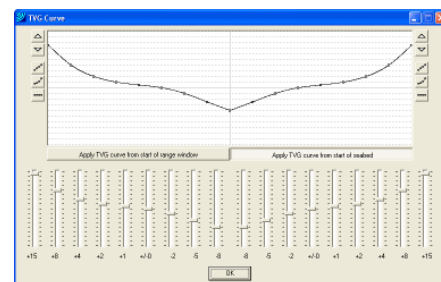 TVG Curve
Apply TVG curve from start of range window Apply TVG curve from start of seabed
+15 +8 +4 +2 +1 +/-0 -2 -5 -8 -8 -5 -2 +/-0 +1 +2 +4 +8 +15
OK